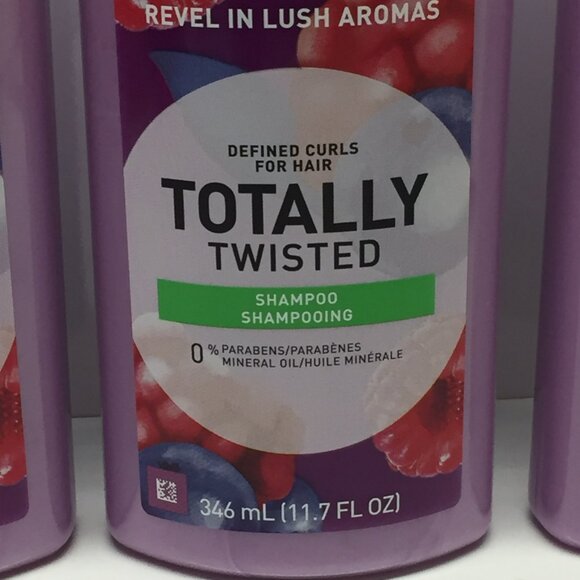 REVEL IN LUSH AROMAS
DEFINED CURLS
FOR HAIR
TOTALLY
TWISTED
SHAMPOO
SHAMPOOING
0 % PARABENS/PARABÈNES
MINERAL OIL/HUILE MINÉRALE
346 mL (11.7 FL OZ)